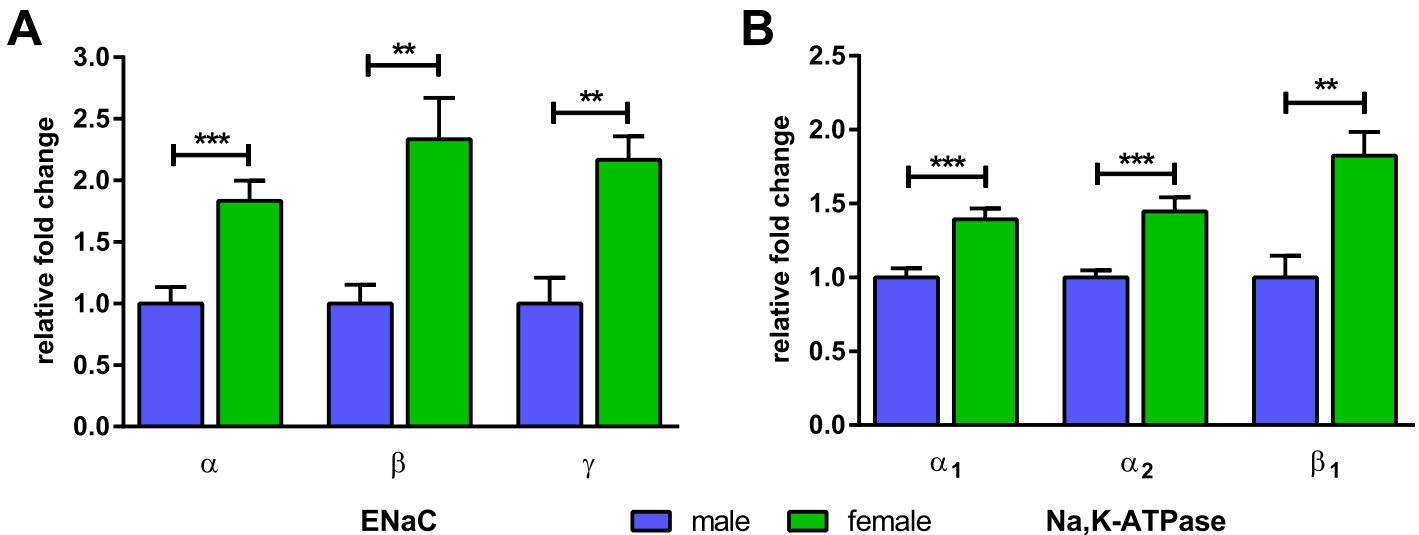 A
relative fold change
3.0
2.5
2.0
1.5
1.0
0.5
0.0
***
**
**
α
β
γ
ENaC
male
female
B
relative fold change
2.5
2.0
1.5
1.0
0.5
0.0
***
***
**
α1
α2
β1
Na,K-ATPase